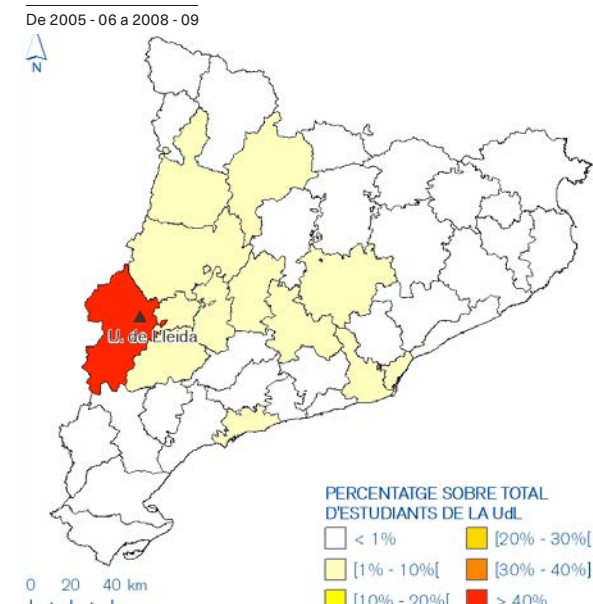 De 2005 - 06 a 2008 - 09
N
U. de Lleida
PERCENTATGE SOBRE TOTAL
D'ESTUDIANTS DE LA UdL
< 1%
[20% - 30%[
[1% - 10%[
[30% - 40%]
[10% - 20%[
> 40%
0 20 40 km